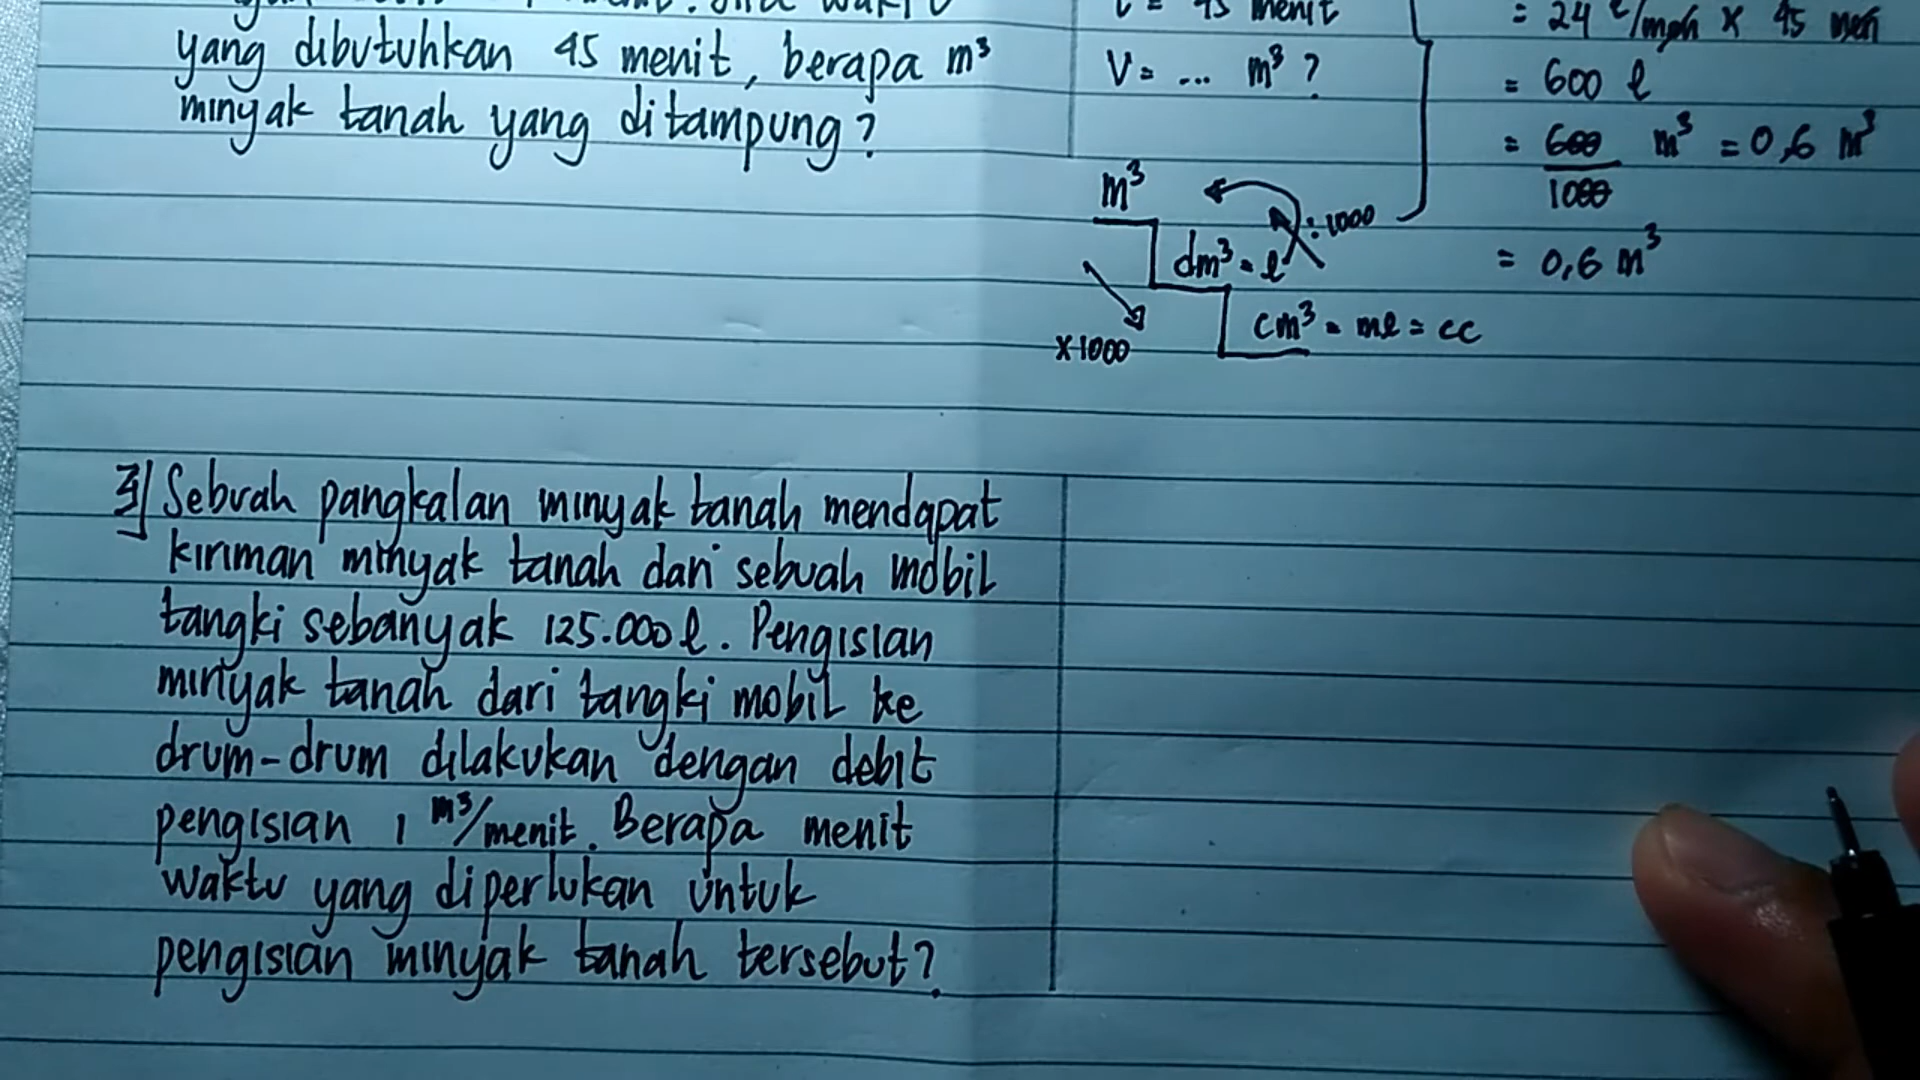 yang dibutuhkan 45 menit, berapa m³
minyak tanah yang ditampung?
t = 45 menit
V = ... m³ ?
= 24 ℓ/menit x 45 menit
= 600 ℓ
= 600/1000 m³ = 0,6 m³
= 0,6 m³
m³
: 1000
dm³ = ℓ
x 1000
cm³ = mℓ = cc
3] Sebuah pangkalan minyak tanah mendapat
kiriman minyak tanah dari sebuah mobil
tangki sebanyak 125.000 ℓ. Pengisian
minyak tanah dari tangki mobil ke
drum-drum dilakukan dengan debit
pengisian 1 m³/menit. Berapa menit
waktu yang diperlukan untuk
pengisian minyak tanah tersebut?